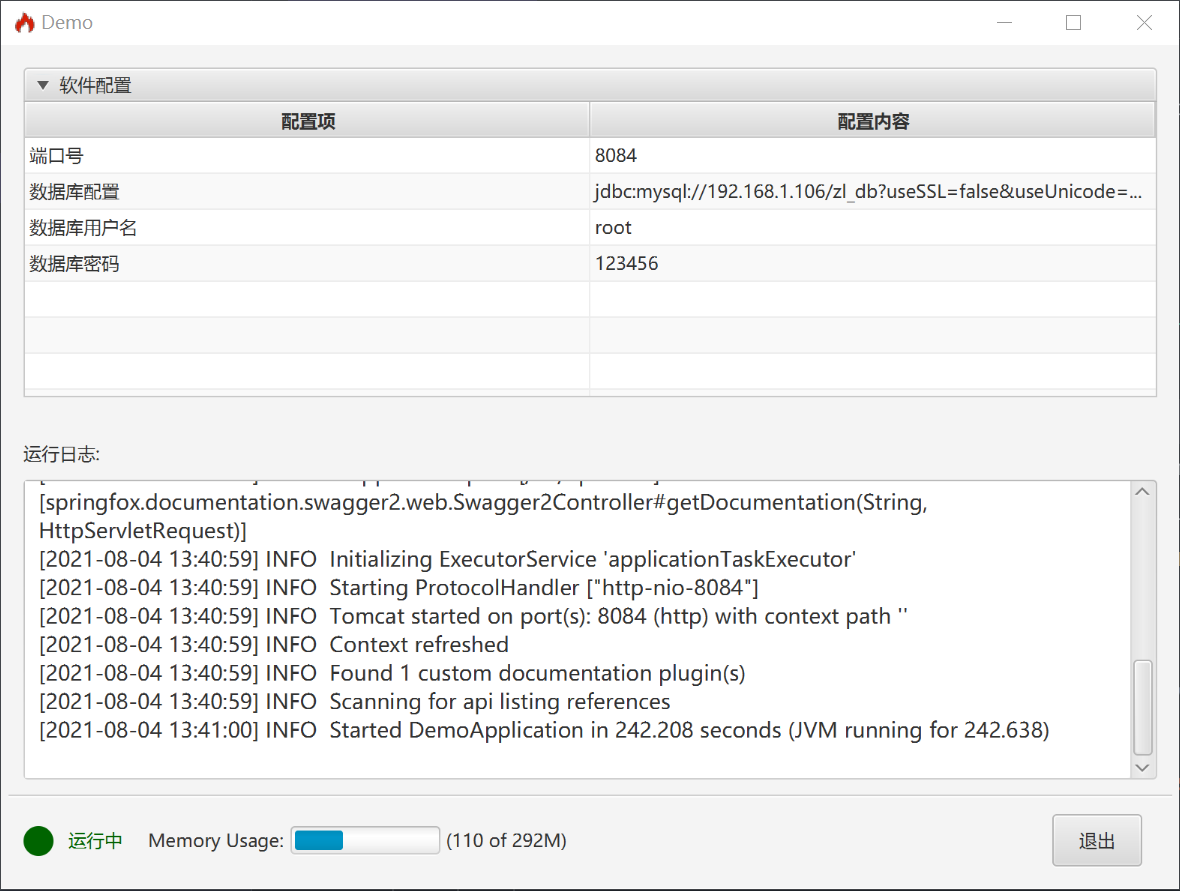 Demo
软件配置
配置项 配置内容
端口号 8084
数据库配置 jdbc:mysql://192.168.1.106/zl_db?useSSL=false&useUnicode=...
数据库用户名 root
数据库密码 123456
运行日志:
[springfox.documentation.swagger2.web.Swagger2Controller#getDocumentation(String,
HttpServletRequest)]
[2021-08-04 13:40:59] INFO  Initializing ExecutorService 'applicationTaskExecutor'
[2021-08-04 13:40:59] INFO  Starting ProtocolHandler ["http-nio-8084"]
[2021-08-04 13:40:59] INFO  Tomcat started on port(s): 8084 (http) with context path ''
[2021-08-04 13:40:59] INFO  Context refreshed
[2021-08-04 13:40:59] INFO  Found 1 custom documentation plugin(s)
[2021-08-04 13:40:59] INFO  Scanning for api listing references
[2021-08-04 13:41:00] INFO  Started DemoApplication in 242.208 seconds (JVM running for 242.638)
运行中 Memory Usage: (110 of 292M) 退出